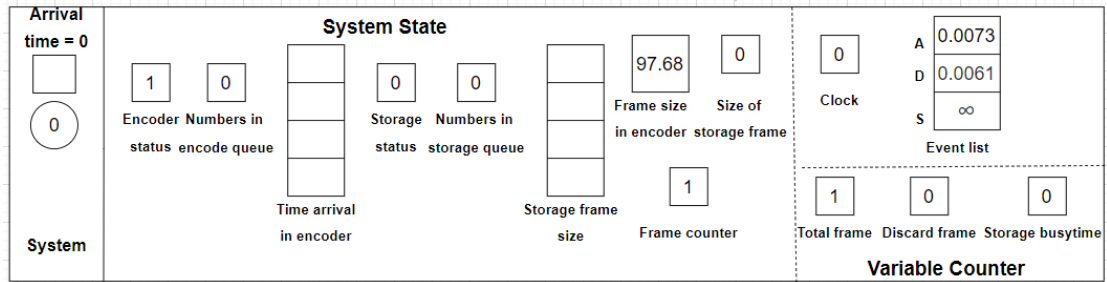 Arrival
time = 0
0
System
System State
1
0
Encoder
status
Numbers in
encode queue
Time arrival
in encoder
0
0
Storage
status
Numbers in
storage queue
Storage frame
size
97.68
Frame size
in encoder
0
Size of
storage frame
1
Frame counter
0
Clock
A
0.0073
D
0.0061
S
∞
Event list
1
Total frame
0
Discard frame
0
Storage busytime
Variable Counter